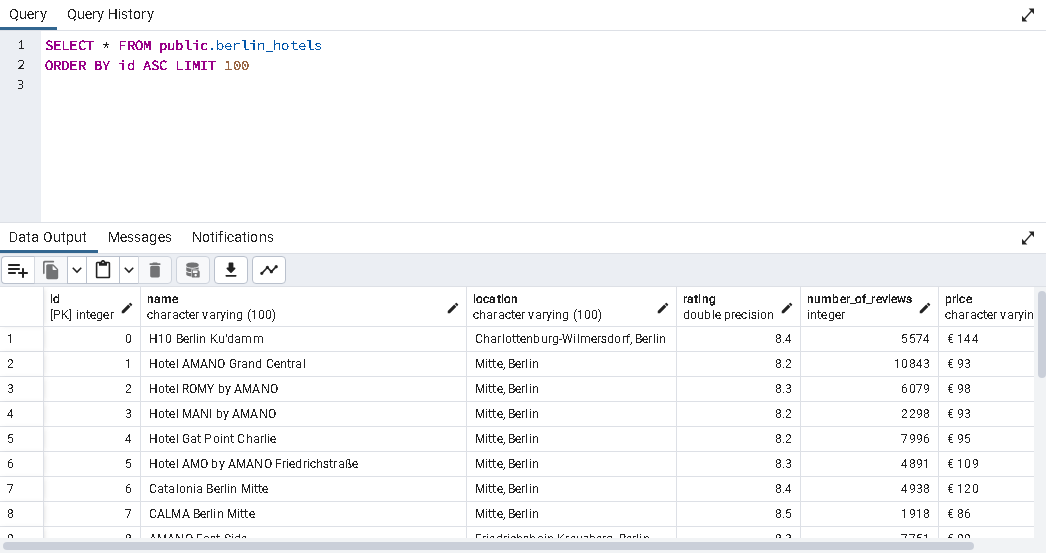 Query Query History
1 SELECT * FROM public.berlin_hotels
2 ORDER BY id ASC LIMIT 100
3
Data Output Messages Notifications
id name location rating number_of_reviews price
[PK] integer character varying (100) character varying (100) double precision integer character varyin
1 0 H10 Berlin Ku'damm Charlottenburg-Wilmersdorf, Berlin 8.4 5574 € 144
2 1 Hotel AMANO Grand Central Mitte, Berlin 8.2 10843 € 93
3 2 Hotel ROMY by AMANO Mitte, Berlin 8.3 6079 € 98
4 3 Hotel MANI by AMANO Mitte, Berlin 8.2 2298 € 93
5 4 Hotel Gat Point Charlie Mitte, Berlin 8.2 7996 € 95
6 5 Hotel AMO by AMANO Friedrichstraße Mitte, Berlin 8.3 4891 € 109
7 6 Catalonia Berlin Mitte Mitte, Berlin 8.4 4938 € 120
8 7 CALMA Berlin Mitte Mitte, Berlin 8.5 1918 € 86
AMANO East Side Friedrichshain-Kreuzberg, Berlin